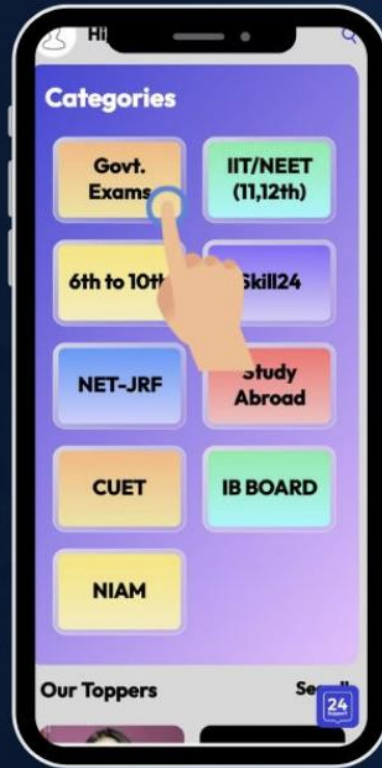 Hi
Categories
Govt.
Exams
IIT/NEET
(11,12th)
6th to 10th
Skill24
NET-JRF
Study
Abroad
CUET
IB BOARD
NIAM
Our Toppers
24